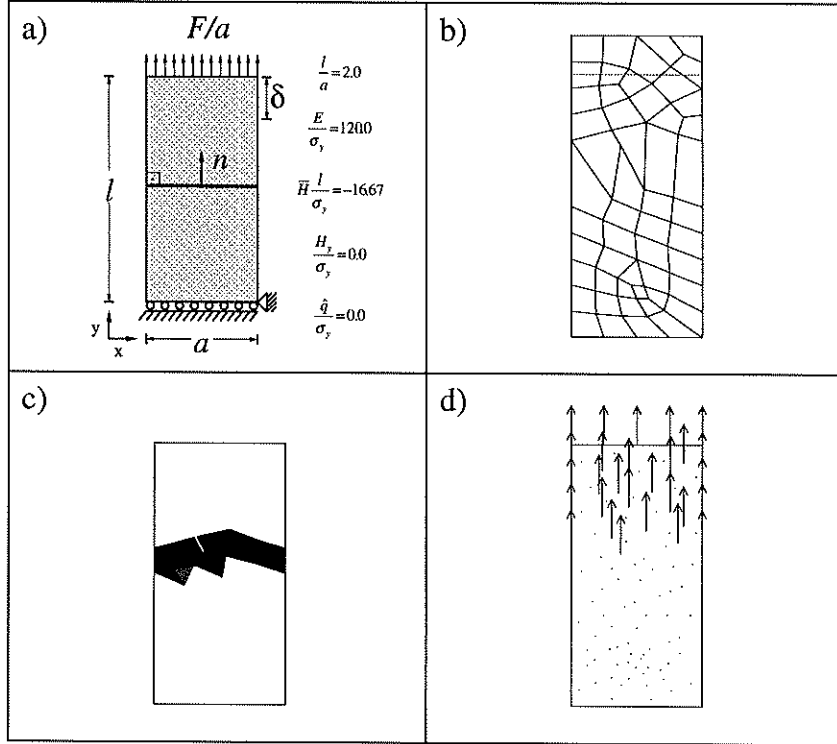 a)
F/a
l/a = 2.0
δ
E/σ_y = 120.0
n
l
H̅ l/σ_y = -16.67
H_y/σ_y = 0.0
q̂/σ_y = 0.0
y
x
a
b)
c)
d)